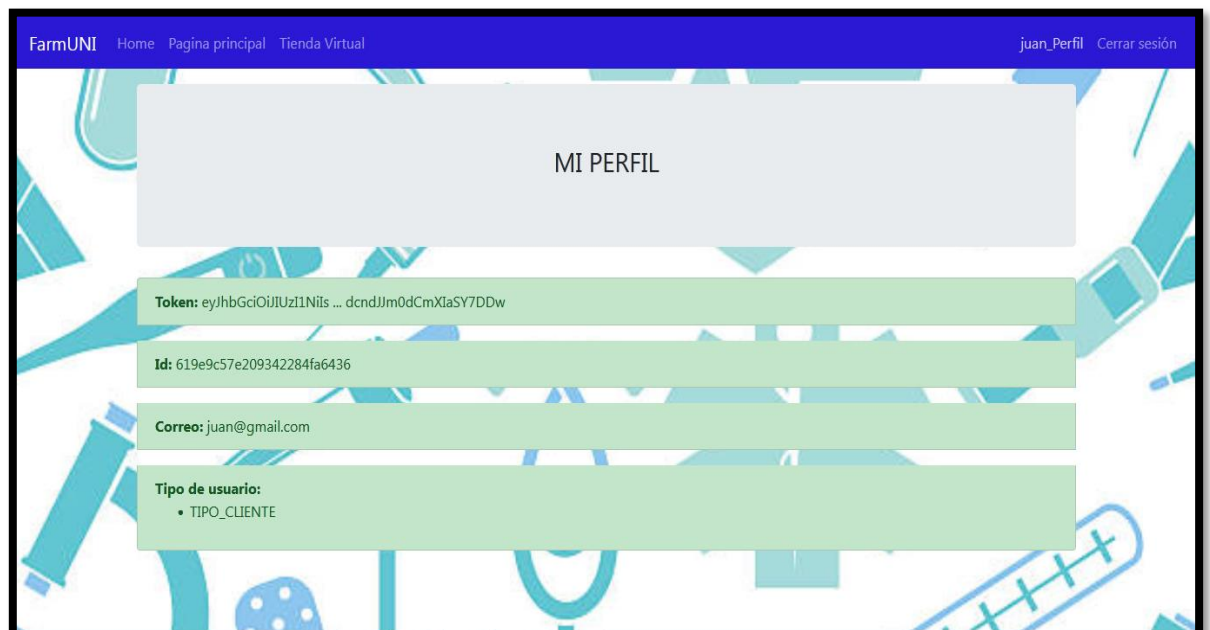 FarmUNI Home Pagina principal Tienda Virtual juan_Perfil Cerrar sesión
MI PERFIL
Token: eyJhbGciOiJIUzI1NiIs ... dcndJJm0dCmXIaSY7DDw
Id: 619e9c57e209342284fa6436
Correo: juan@gmail.com
Tipo de usuario:
• TIPO_CLIENTE